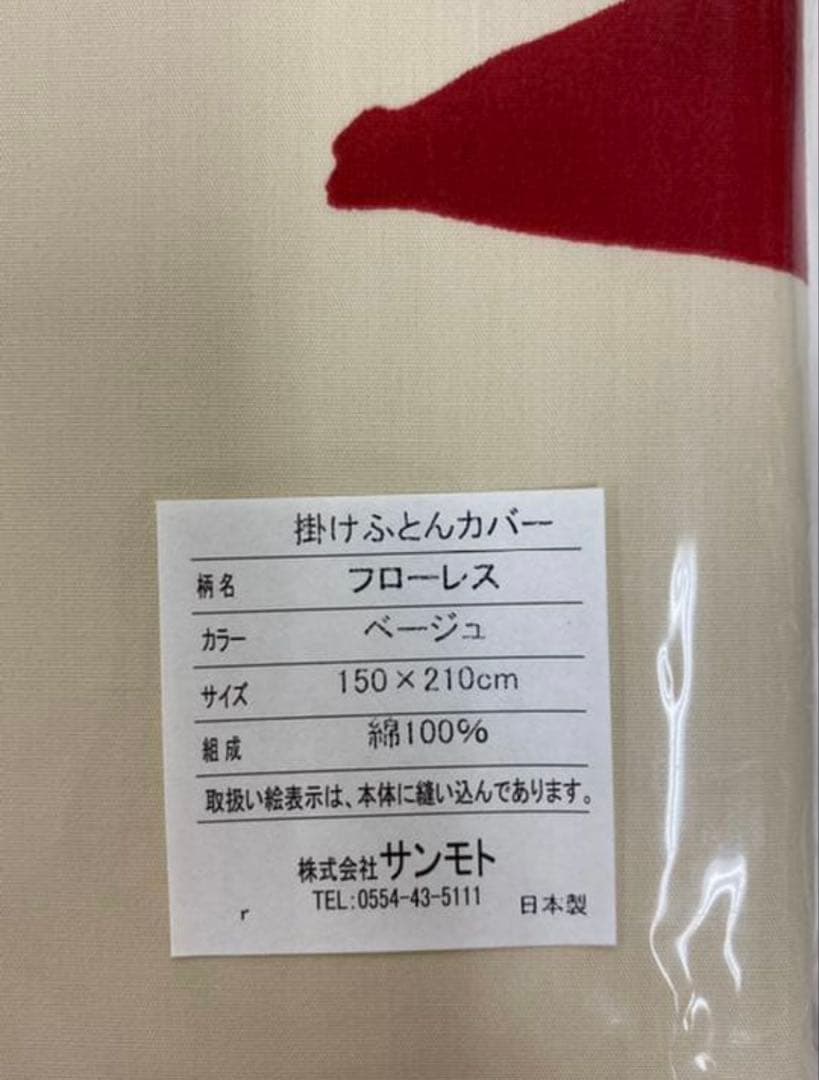 掛けふとんカバー
柄名 フローレス
カラー ベージュ
サイズ 150×210cm
組成 綿100%
取扱い絵表示は、本体に縫い込んであります。
株式会社サンモト
TEL:0554-43-5111
r 日本製